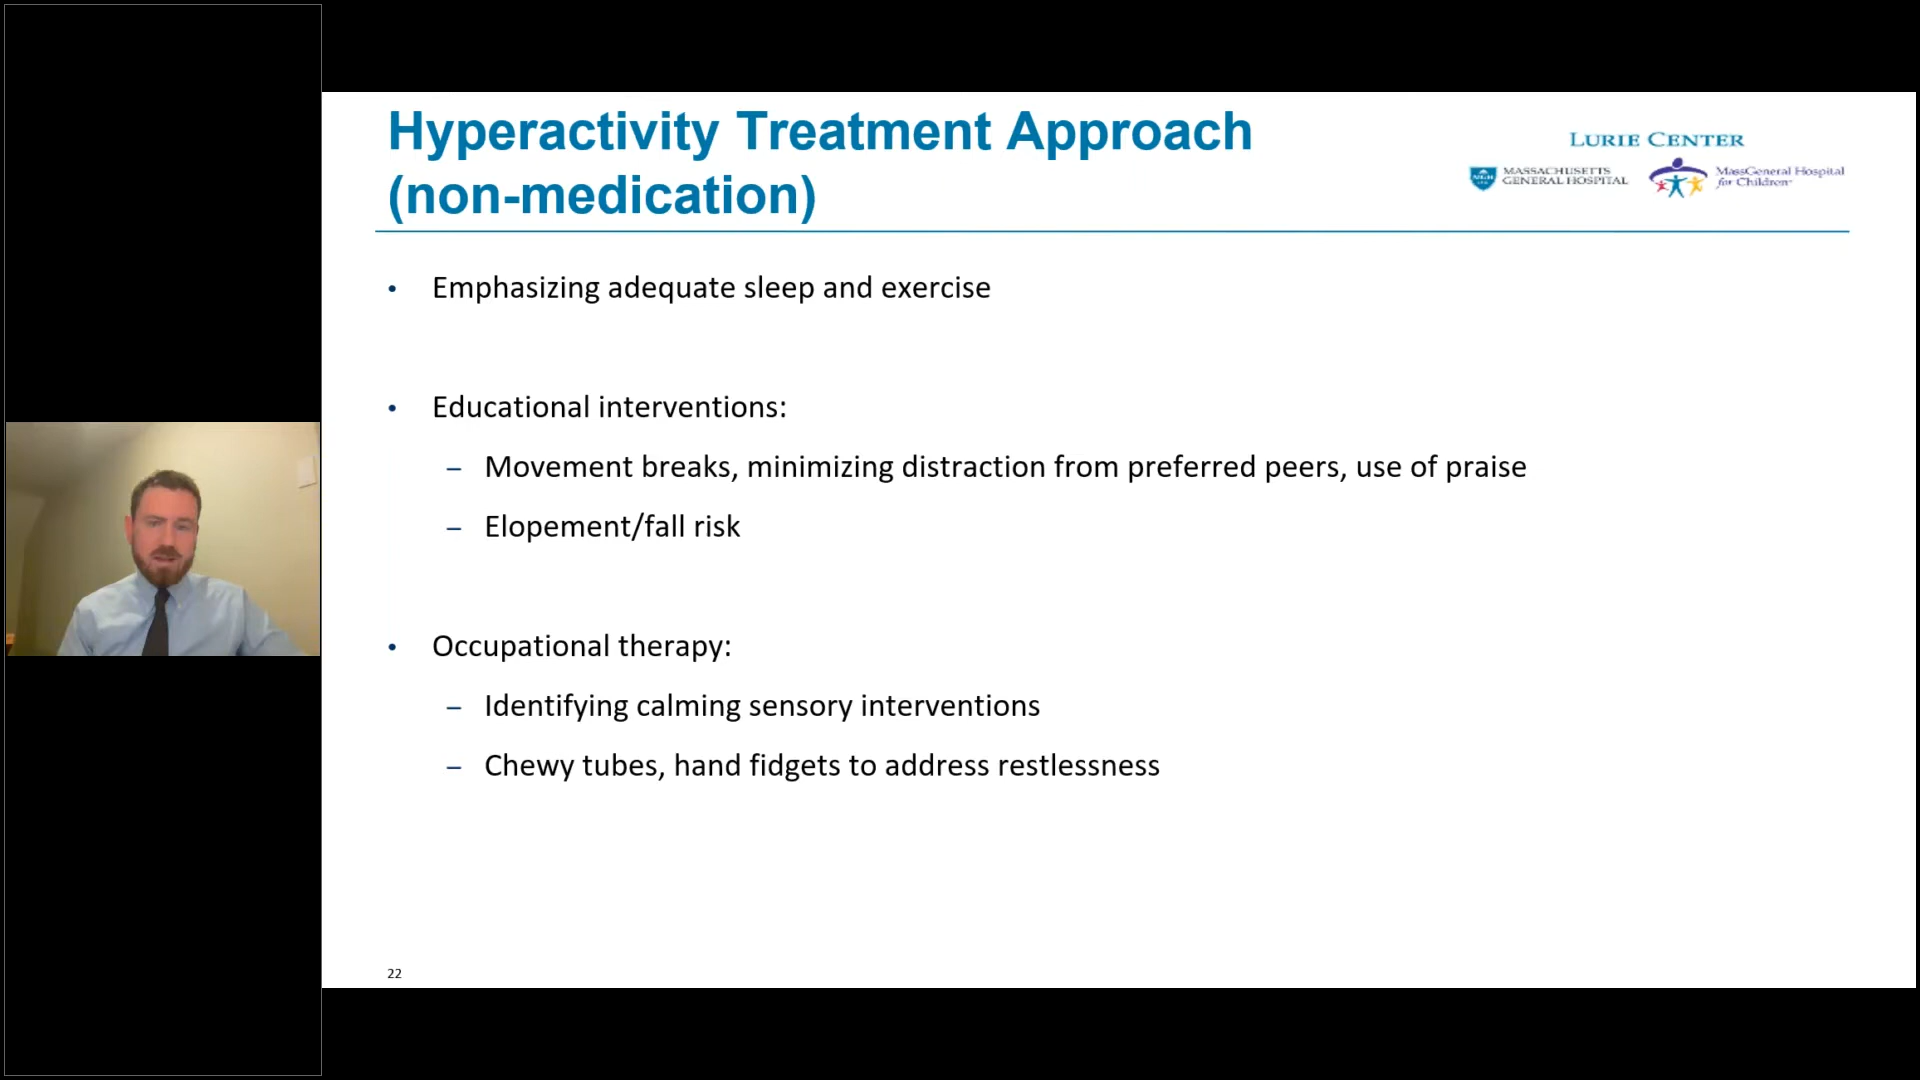 Hyperactivity Treatment Approach
(non-medication)
LURIE CENTER
MASSACHUSETTS
GENERAL HOSPITAL
MassGeneral Hospital
for Children
• Emphasizing adequate sleep and exercise
• Educational interventions:
– Movement breaks, minimizing distraction from preferred peers, use of praise
– Elopement/fall risk
• Occupational therapy:
– Identifying calming sensory interventions
– Chewy tubes, hand fidgets to address restlessness
22